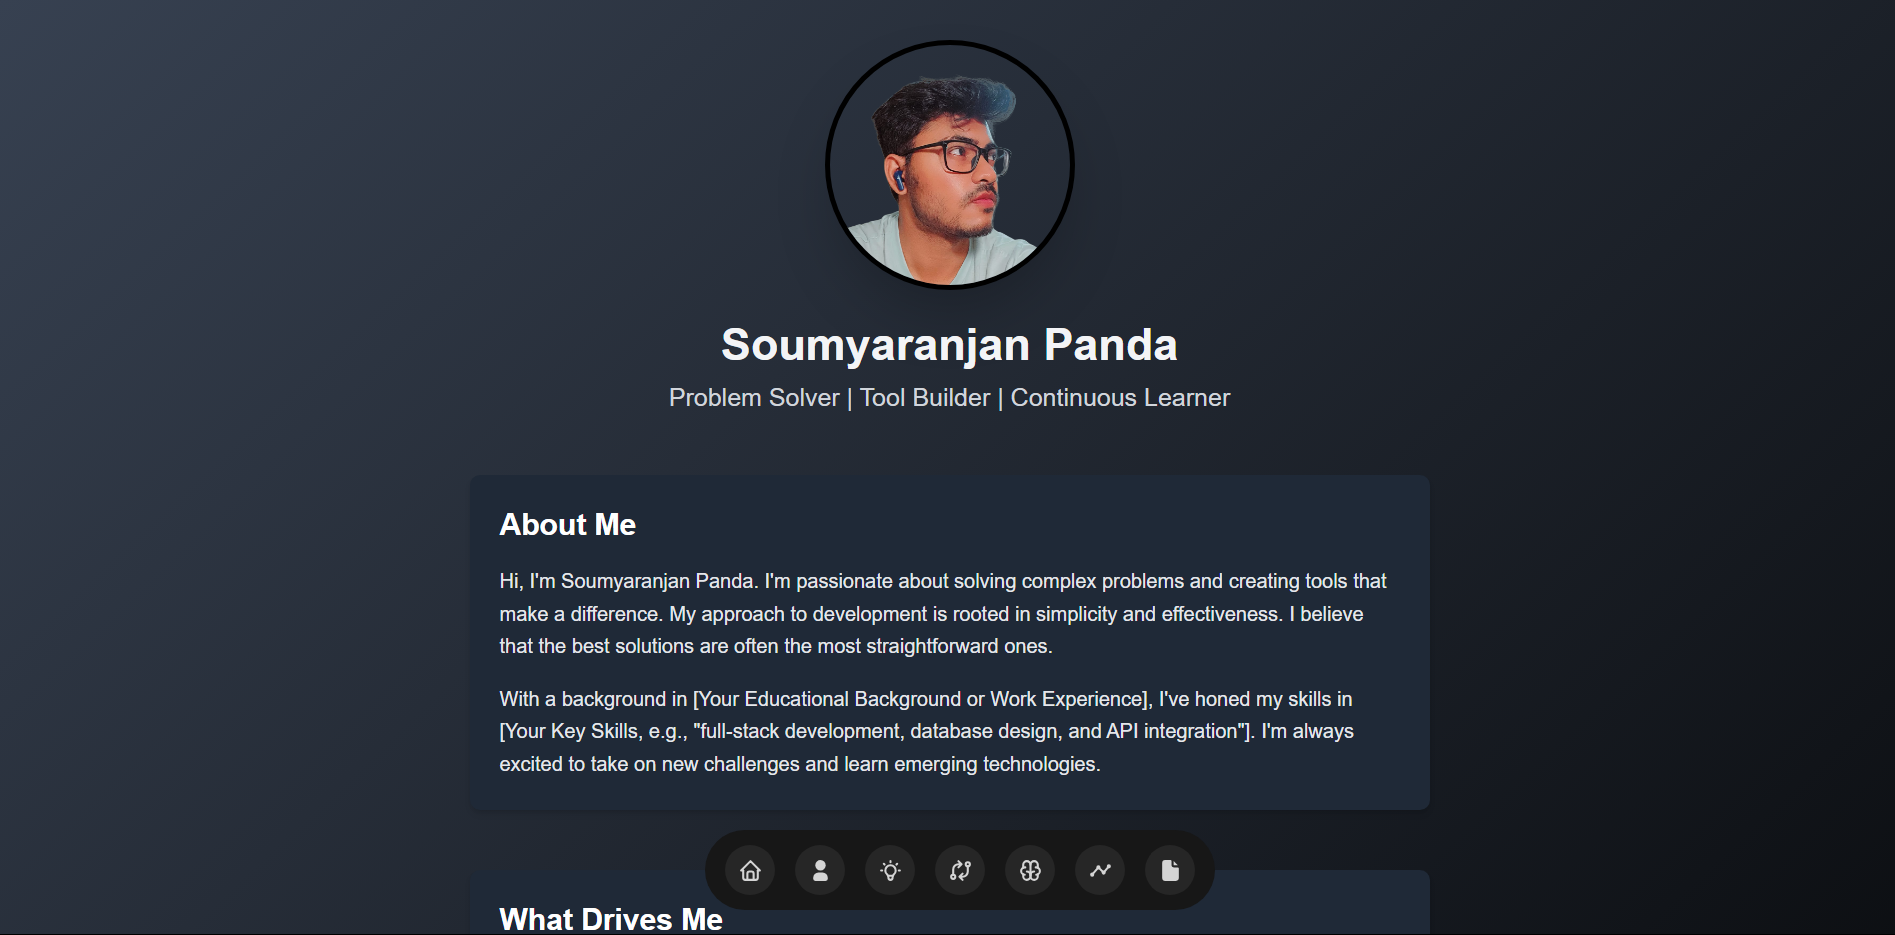 Soumyaranjan Panda
Problem Solver | Tool Builder | Continuous Learner
About Me
Hi, I'm Soumyaranjan Panda. I'm passionate about solving complex problems and creating tools that
make a difference. My approach to development is rooted in simplicity and effectiveness. I believe
that the best solutions are often the most straightforward ones.
With a background in [Your Educational Background or Work Experience], I've honed my skills in
[Your Key Skills, e.g., "full-stack development, database design, and API integration"]. I'm always
excited to take on new challenges and learn emerging technologies.
What Drives Me